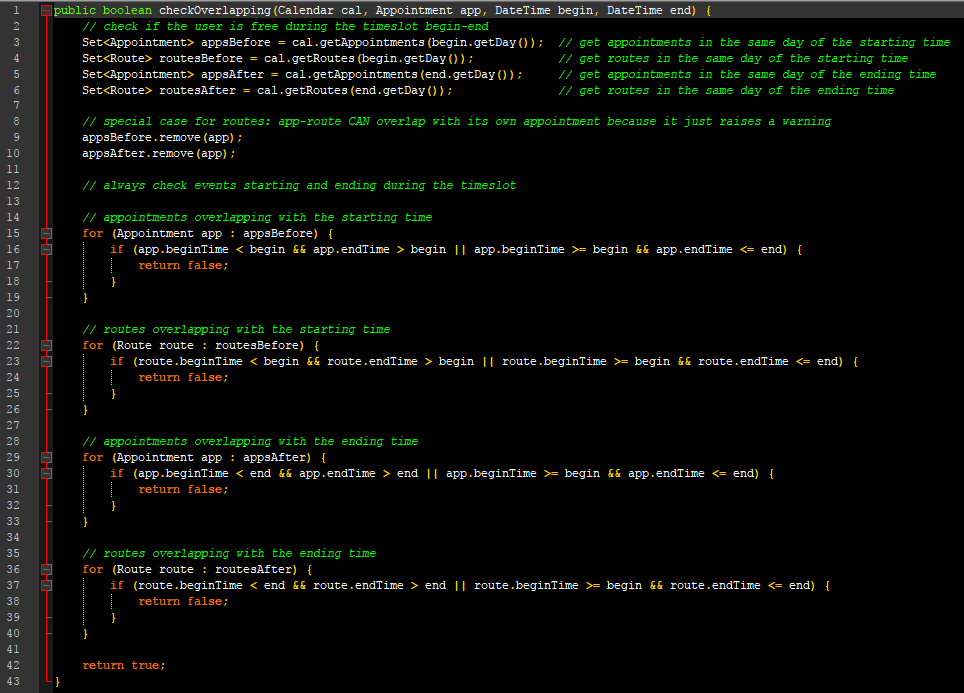 1 public boolean checkOverlapping(Calendar cal, Appointment app, DateTime begin, DateTime end) {
2 // check if the user is free during the timeslot begin-end
3 Set<Appointment> appsBefore = cal.getAppointments(begin.getDay()); // get appointments in the same day of the starting time
4 Set<Route> routesBefore = cal.getRoutes(begin.getDay()); // get routes in the same day of the starting time
5 Set<Appointment> appsAfter = cal.getAppointments(end.getDay()); // get appointments in the same day of the ending time
6 Set<Route> routesAfter = cal.getRoutes(end.getDay()); // get routes in the same day of the ending time
7
8 // special case for routes: app-route CAN overlap with its own appointment because it just raises a warning
9 appsBefore.remove(app);
10 appsAfter.remove(app);
11
12 // always check events starting and ending during the timeslot
13
14 // appointments overlapping with the starting time
15 for (Appointment app : appsBefore) {
16 if (app.beginTime < begin && app.endTime > begin || app.beginTime >= begin && app.endTime <= end) {
17 return false;
18 }
19 }
20
21 // routes overlapping with the starting time
22 for (Route route : routesBefore) {
23 if (route.beginTime < begin && route.endTime > begin || route.beginTime >= begin && route.endTime <= end) {
24 return false;
25 }
26 }
27
28 // appointments overlapping with the ending time
29 for (Appointment app : appsAfter) {
30 if (app.beginTime < end && app.endTime > end || app.beginTime >= begin && app.endTime <= end) {
31 return false;
32 }
33 }
34
35 // routes overlapping with the ending time
36 for (Route route : routesAfter) {
37 if (route.beginTime < end && route.endTime > end || route.beginTime >= begin && route.endTime <= end) {
38 return false;
39 }
40 }
41
42 return true;
43 }